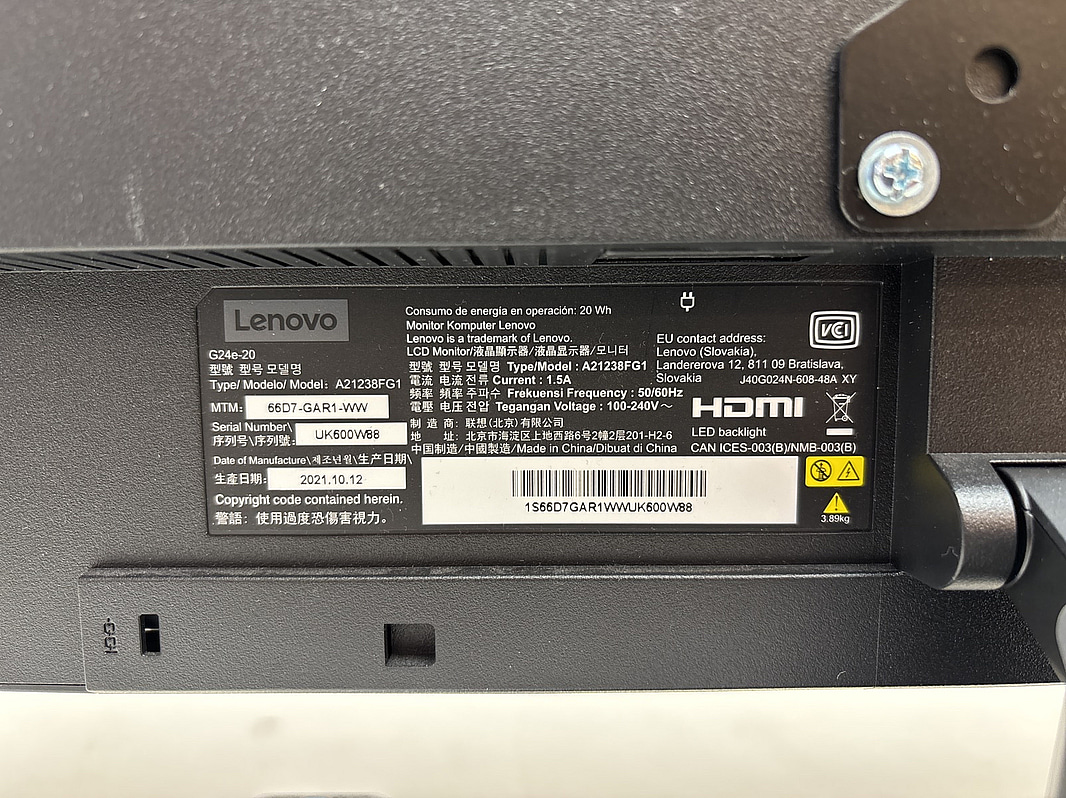 Lenovo
G24e-20
型號 型号 모델명
Type/ Modelo/ Model: A21238FG1
MTM: 66D7-GAR1-WW
Serial Number\
序列号\序列號: UK600W88
Date of Manufacture\제조년월\生产日期\
生產日期: 2021.10.12
Copyright code contained herein.
警語: 使用過度恐傷害視力。
Consumo de energía en operación: 20 Wh
Monitor Komputer Lenovo
Lenovo is a trademark of Lenovo.
LCD Monitor/液晶顯示器/液晶显示器/모니터
型號 型号 모델명 Type/Model : A21238FG1
電流 电流 전류 Current : 1.5A
頻率 频率 주파수 Frekuensi Frequency : 50/60Hz
電壓 电压 전압 Tegangan Voltage : 100-240V~
制 造 商: 联想(北京)有限公司
地 址: 北京市海淀区上地西路6号2幢2层201-H2-6
中国制造/中國製造/Made in China/Dibuat di China
1S66D7GAR1WWUK600W88
VCI
EU contact address:
Lenovo (Slovakia),
Landererova 12, 811 09 Bratislava,
Slovakia
J40G024N-608-48A XY
HDMI
LED backlight
CAN ICES-003(B)/NMB-003(B)
3.89kg